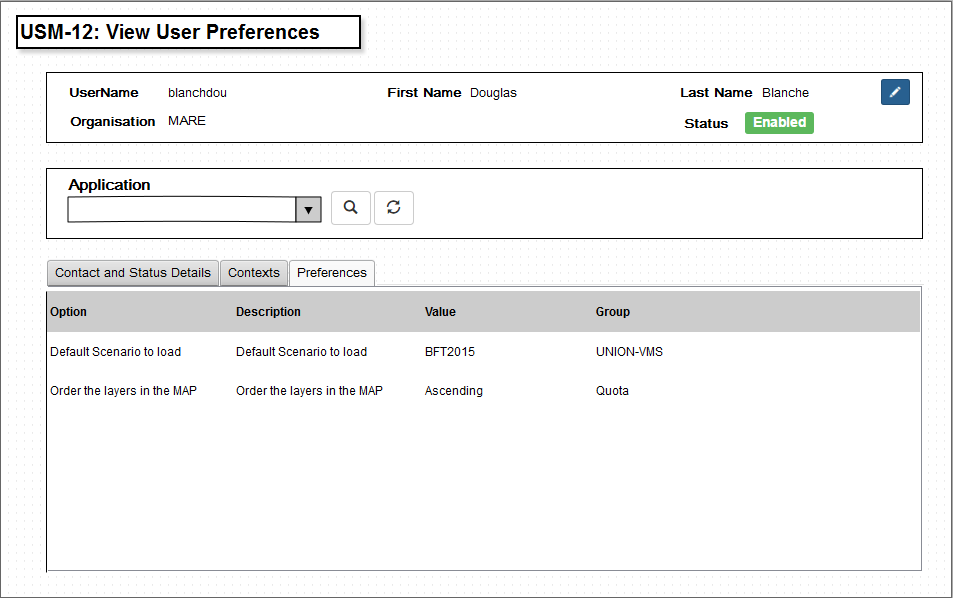 USM-12: View User Preferences
UserName blanchdou First Name Douglas Last Name Blanche
Organisation MARE Status Enabled
Application
Contact and Status Details Contexts Preferences
Option Description Value Group
Default Scenario to load Default Scenario to load BFT2015 UNION-VMS
Order the layers in the MAP Order the layers in the MAP Ascending Quota